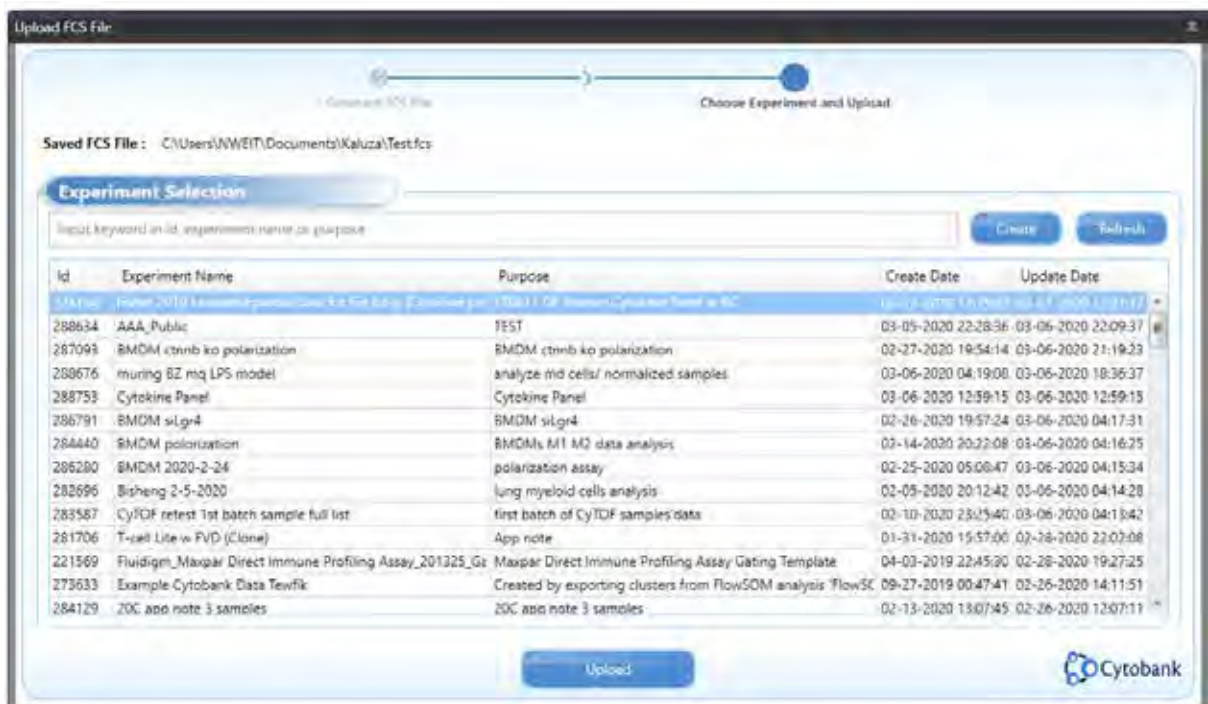 Upload FCS File
Choose Experiment and Upload
Saved FCS File : C:\Users\NWEIT\Documents\Kaluza\Test.fcs
Experiment Selection
Input keyword in id, experiment name or purpose
Create Refresh
Id Experiment Name Purpose Create Date Update Date
288634 AAA_Public TEST 03-05-2020 22:28:36 03-06-2020 22:09:37
287093 BMDM ctnnb ko polarization BMDM ctnnb ko polarization 02-27-2020 19:54:14 03-06-2020 21:19:23
288676 muring BZ mq LPS model analyze md cells/ normalized samples 03-06-2020 04:19:08 03-06-2020 18:36:37
288753 Cytokine Panel Cytokine Panel 03-06-2020 12:59:15 03-06-2020 12:59:15
286791 BMDM siLgr4 BMDM siLgr4 02-26-2020 19:57:24 03-06-2020 04:17:31
284440 BMDM polorization BMDMs M1 M2 data analysis 02-14-2020 20:22:08 03-06-2020 04:16:25
286280 BMDM 2020-2-24 polarization assay 02-25-2020 05:08:47 03-06-2020 04:15:34
282696 Bisheng 2-5-2020 lung myeloid cells analysis 02-05-2020 20:12:42 03-06-2020 04:14:28
283587 CyTOF retest 1st batch sample full list first batch of CyTOF samples data 02-10-2020 23:25:40 03-06-2020 04:13:42
281706 T-cell Lite w FVD (Clone) App note 01-31-2020 15:57:00 02-28-2020 22:02:08
221569 Fluidigm_Maxpar Direct Immune Profiling Assay_201325_Ga Maxpar Direct Immune Profiling Assay Gating Template 04-03-2019 22:45:30 02-28-2020 19:27:25
273633 Example Cytobank Data Tewfik Created by exporting clusters from FlowSOM analysis 'FlowSO 09-27-2019 00:47:41 02-26-2020 14:11:51
284129 20C app note 3 samples 20C app note 3 samples 02-13-2020 13:07:45 02-26-2020 12:07:11
Upload
Cytobank